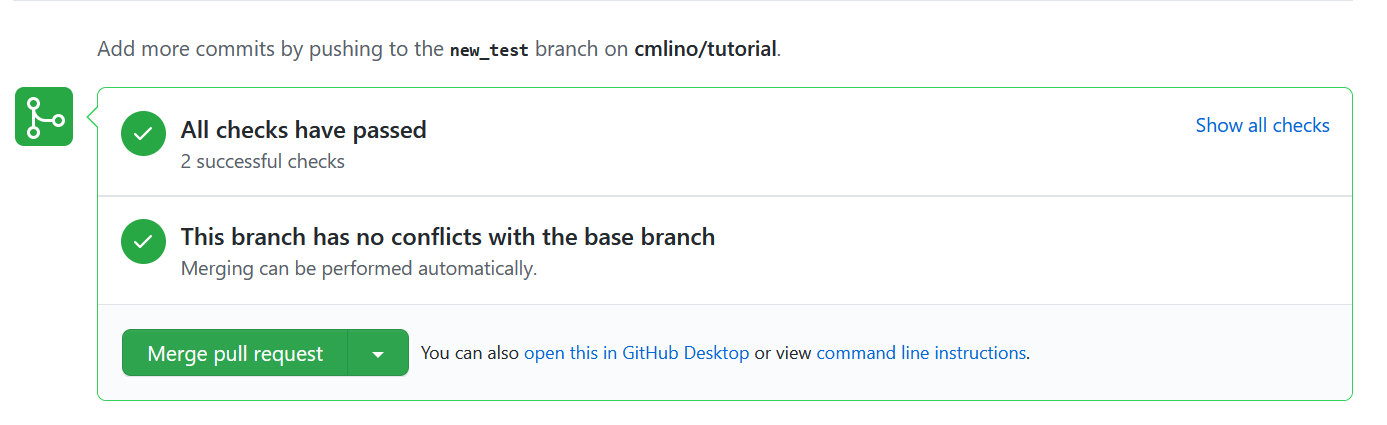 Add more commits by pushing to the new_test branch on cmlino/tutorial.
All checks have passed
Show all checks
2 successful checks
This branch has no conflicts with the base branch
Merging can be performed automatically.
Merge pull request
You can also open this in GitHub Desktop or view command line instructions.